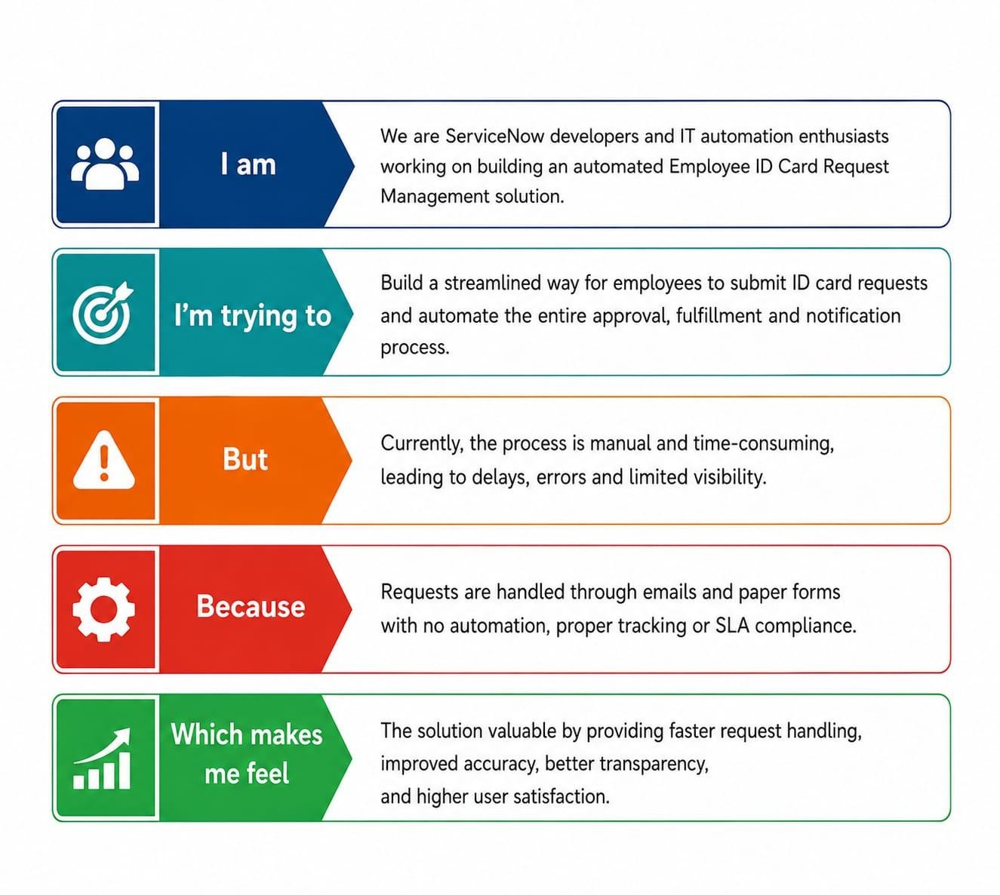 I am
We are ServiceNow developers and IT automation enthusiasts
working on building an automated Employee ID Card Request
Management solution.
I'm trying to
Build a streamlined way for employees to submit ID card requests
and automate the entire approval, fulfillment and notification
process.
But
Currently, the process is manual and time-consuming,
leading to delays, errors and limited visibility.
Because
Requests are handled through emails and paper forms
with no automation, proper tracking or SLA compliance.
Which makes
me feel
The solution valuable by providing faster request handling,
improved accuracy, better transparency,
and higher user satisfaction.